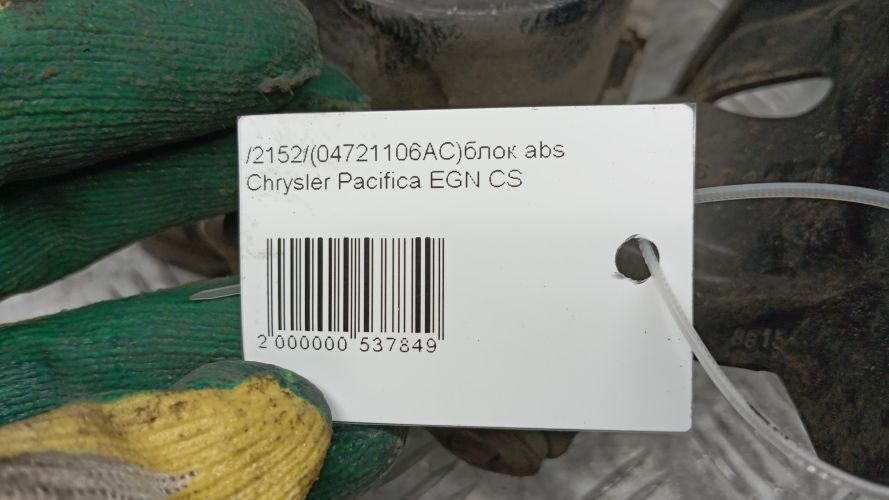 /2152/(04721106AC)блок abs
Chrysler Pacifica EGN CS
2 000000 537849